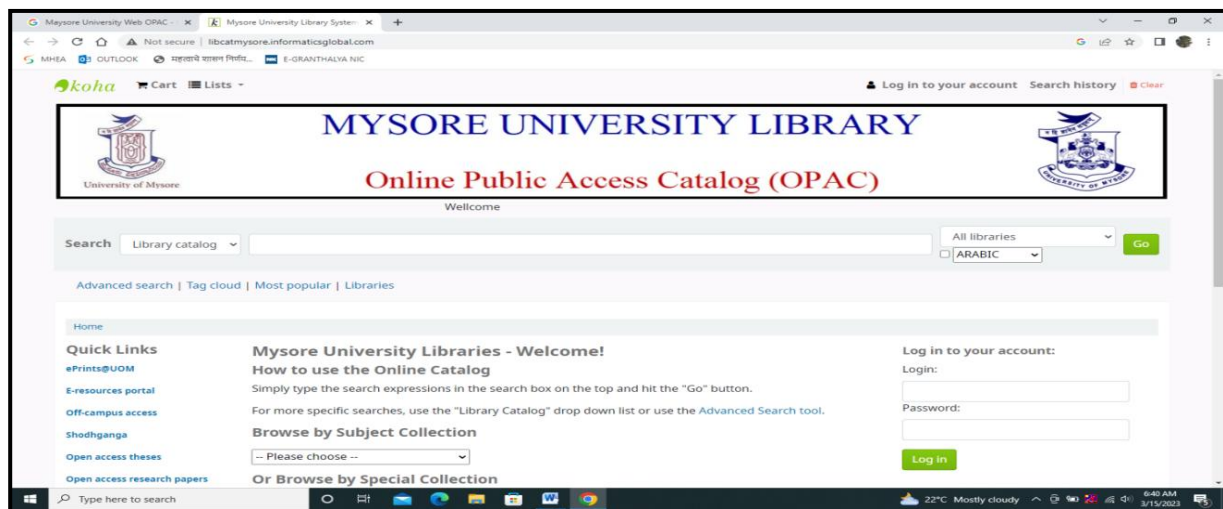 Maysore University Web OPAC -
Mysore University Library System
Not secure | libcatmysore.informaticsglobal.com
MHEA
OUTLOOK
महत्वाचे शासन निर्णय...
E-GRANTHALYA NIC
koha
Cart
Lists
Log in to your account
Search history
Clear
University of Mysore
MYSORE UNIVERSITY LIBRARY
Online Public Access Catalog (OPAC)
UNIVERSITY OF MYSORE
Wellcome
Search
Library catalog
All libraries
ARABIC
Go
Advanced search | Tag cloud | Most popular | Libraries
Home
Quick Links
ePrints@UOM
E-resources portal
Off-campus access
Shodhganga
Open access theses
Open access research papers
Mysore University Libraries - Welcome!
How to use the Online Catalog
Simply type the search expressions in the search box on the top and hit the "Go" button.
For more specific searches, use the "Library Catalog" drop down list or use the Advanced Search tool.
Browse by Subject Collection
-- Please choose --
Or Browse by Special Collection
Log in to your account:
Login:
Password:
Log in
Type here to search
22°C Mostly cloudy
6:40 AM
3/15/2023